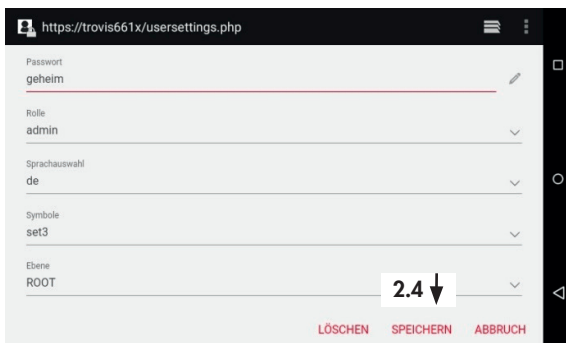 https://trovis661x/usersettings.php
Passwort
geheim
Rolle
admin
Sprachauswahl
de
Symbole
set3
Ebene
ROOT
2.4
LÖSCHEN SPEICHERN ABBRUCH